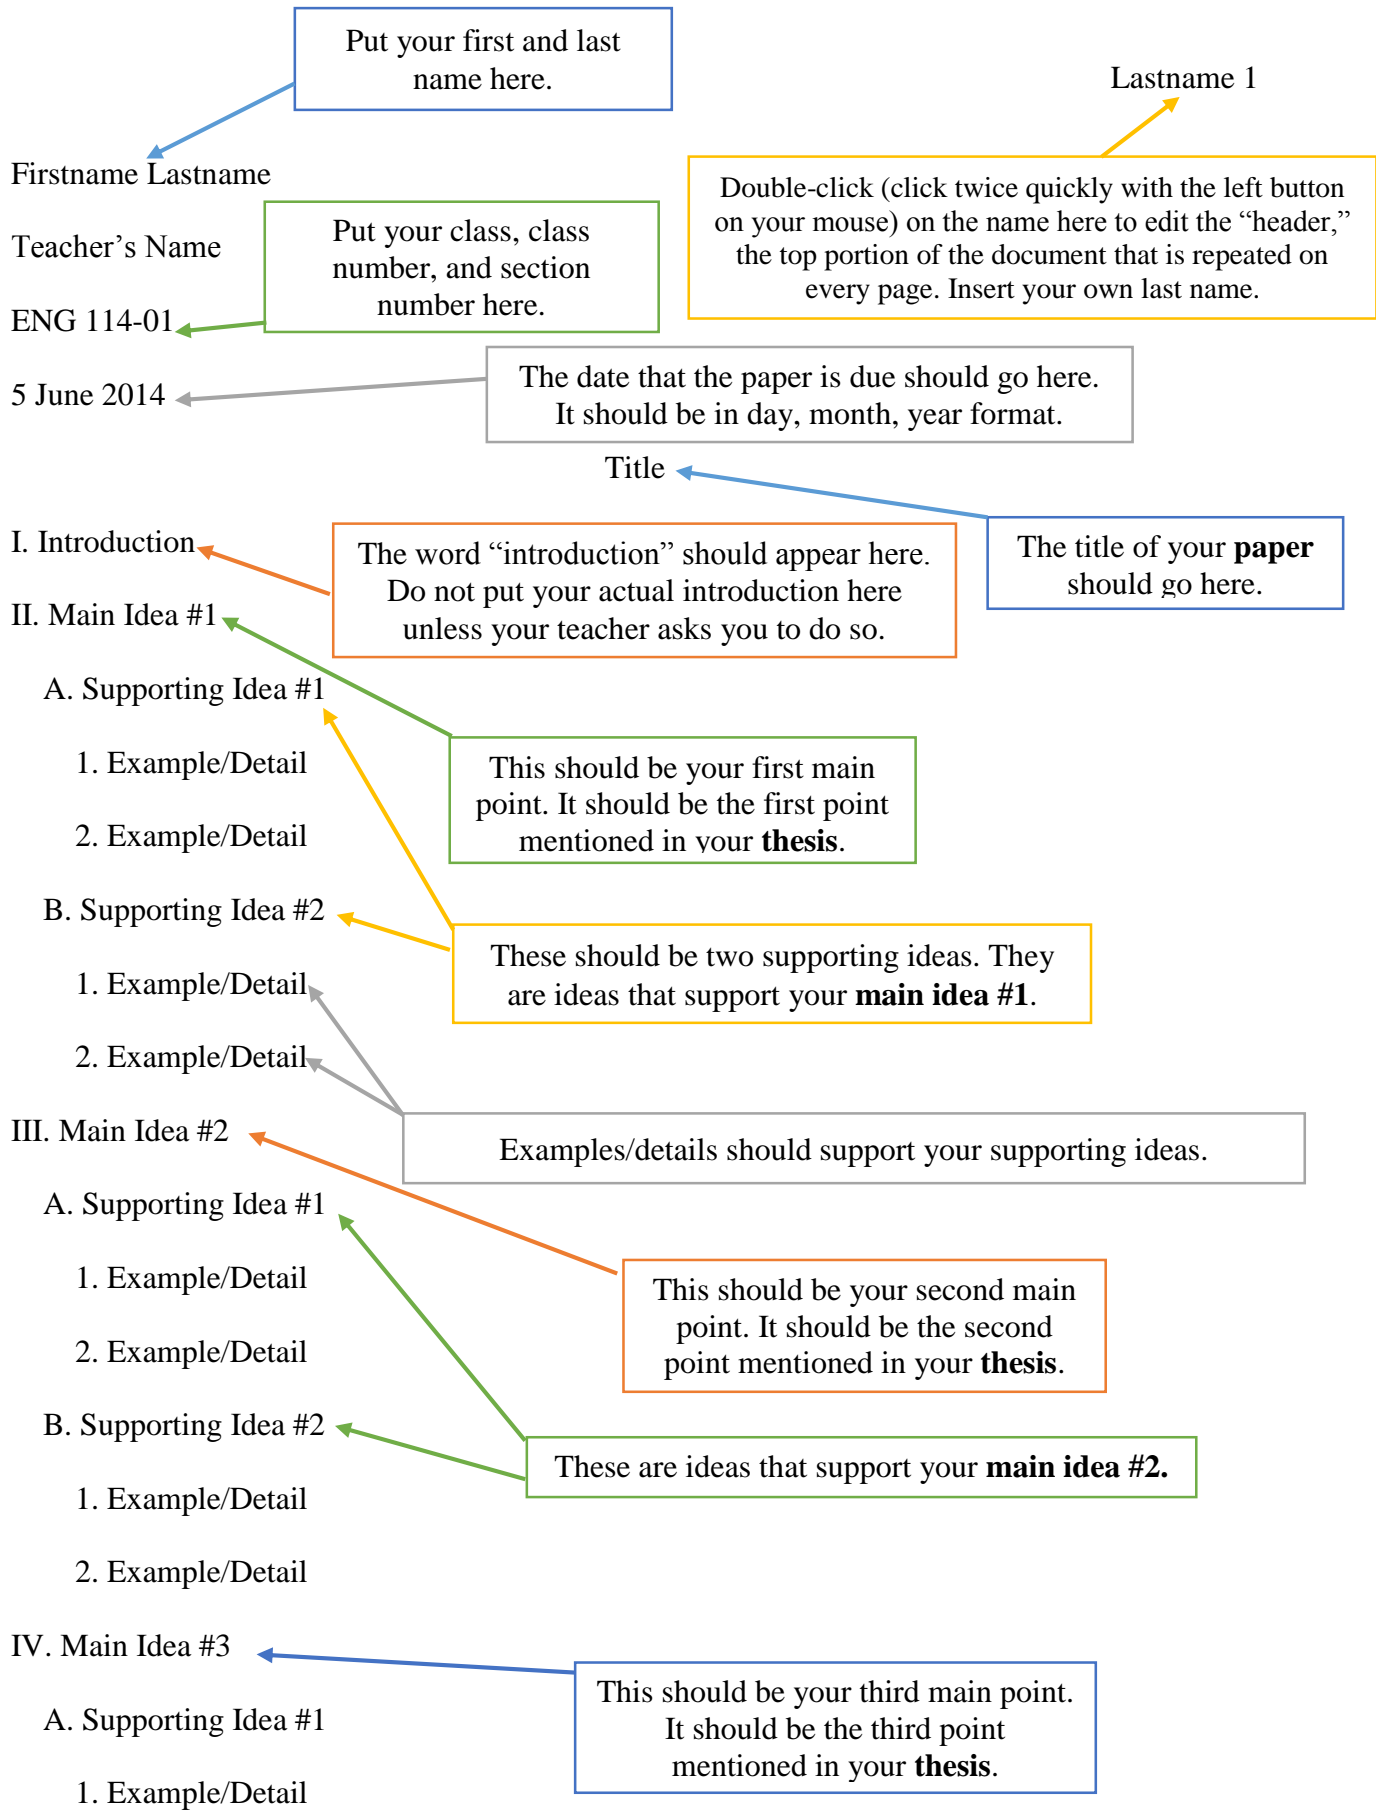 Put your first and last
name here.
Lastname 1
Firstname Lastname
Double-click (click twice quickly with the left button
on your mouse) on the name here to edit the “header,”
the top portion of the document that is repeated on
every page. Insert your own last name.
Teacher’s Name
Put your class, class
number, and section
number here.
ENG 114-01
5 June 2014
The date that the paper is due should go here.
It should be in day, month, year format.
Title
The title of your paper
should go here.
I. Introduction
The word “introduction” should appear here.
Do not put your actual introduction here
unless your teacher asks you to do so.
II. Main Idea #1
A. Supporting Idea #1
1. Example/Detail
This should be your first main
point. It should be the first point
mentioned in your thesis.
2. Example/Detail
B. Supporting Idea #2
These should be two supporting ideas. They
are ideas that support your main idea #1.
1. Example/Detail
2. Example/Detail
III. Main Idea #2
Examples/details should support your supporting ideas.
A. Supporting Idea #1
1. Example/Detail
This should be your second main
point. It should be the second
point mentioned in your thesis.
2. Example/Detail
B. Supporting Idea #2
These are ideas that support your main idea #2.
1. Example/Detail
2. Example/Detail
IV. Main Idea #3
This should be your third main point.
It should be the third point
mentioned in your thesis.
A. Supporting Idea #1
1. Example/Detail